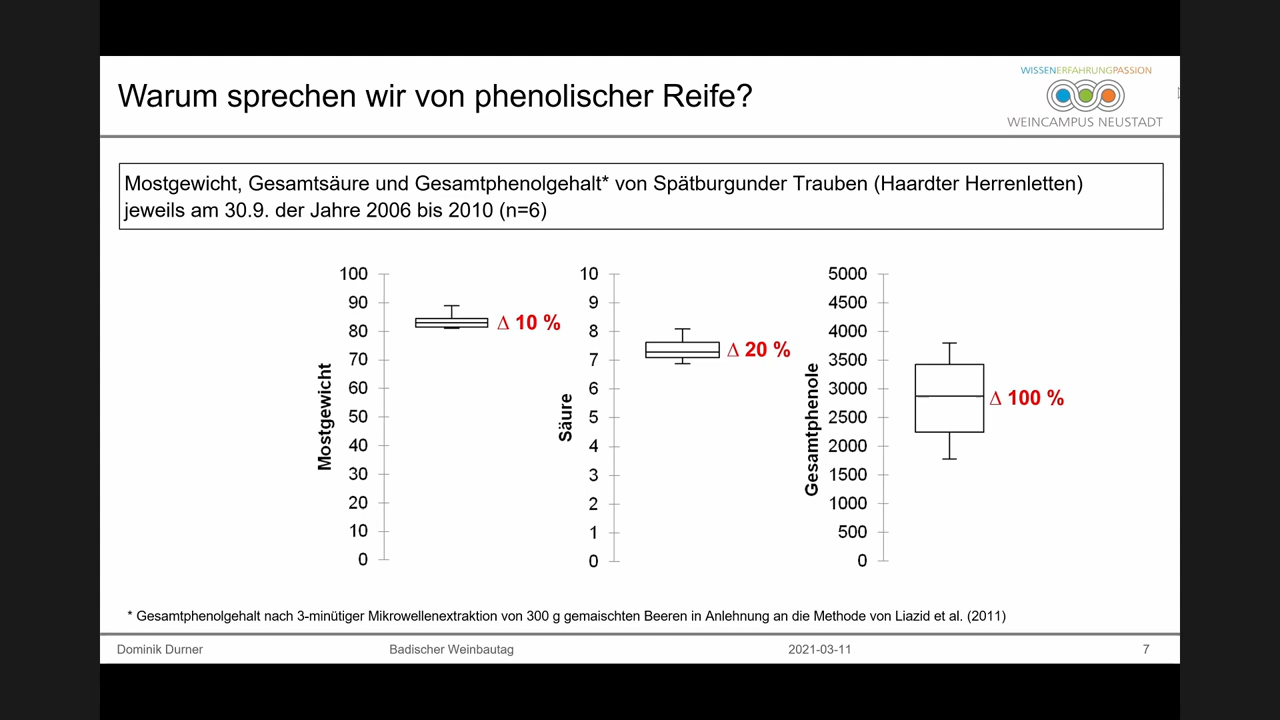 Warum sprechen wir von phenolischer Reife?
WISSENERFAHRUNGPASSION
WEINCAMPUS NEUSTADT
Mostgewicht, Gesamtsäure und Gesamtphenolgehalt* von Spätburgunder Trauben (Haardter Herrenletten)
jeweils am 30.9. der Jahre 2006 bis 2010 (n=6)
Mostgewicht
100
90
80
70
60
50
40
30
20
10
0
Δ 10 %
Säure
10
9
8
7
6
5
4
3
2
1
0
Δ 20 %
Gesamtphenole
5000
4500
4000
3500
3000
2500
2000
1500
1000
500
0
Δ 100 %
* Gesamtphenolgehalt nach 3-minütiger Mikrowellenextraktion von 300 g gemaischten Beeren in Anlehnung an die Methode von Liazid et al. (2011)
Dominik Durner Badischer Weinbautag 2021-03-11 7